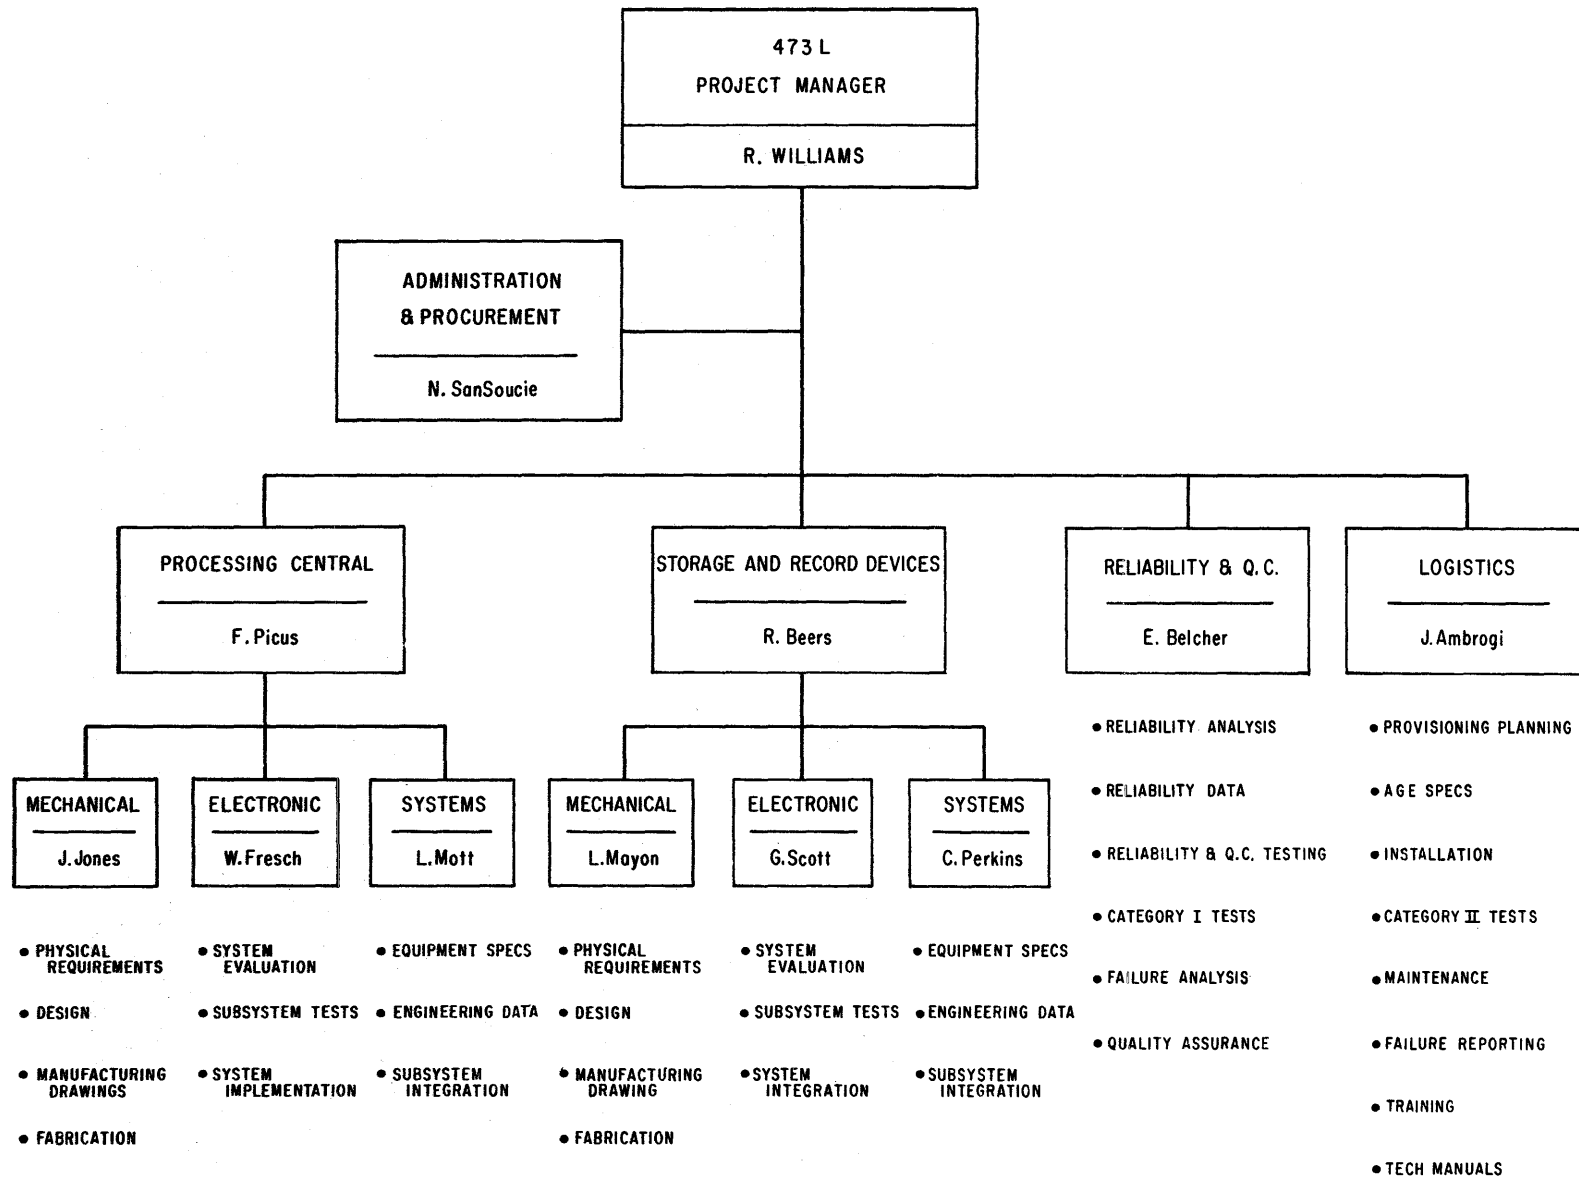 473 L
PROJECT MANAGER
R. WILLIAMS
ADMINISTRATION
& PROCUREMENT
N. SanSoucie
PROCESSING CENTRAL
F. Picus
STORAGE AND RECORD DEVICES
R. Beers
RELIABILITY & Q.C.
E. Belcher
LOGISTICS
J. Ambrogi
MECHANICAL
J. Jones
ELECTRONIC
W. Fresch
SYSTEMS
L. Mott
MECHANICAL
L. Mayon
ELECTRONIC
G. Scott
SYSTEMS
C. Perkins
• PHYSICAL
REQUIREMENTS
• DESIGN
• MANUFACTURING
DRAWINGS
• FABRICATION
• SYSTEM
EVALUATION
• SUBSYSTEM TESTS
• SYSTEM
IMPLEMENTATION
• EQUIPMENT SPECS
• ENGINEERING DATA
• SUBSYSTEM
INTEGRATION
• PHYSICAL
REQUIREMENTS
• DESIGN
• MANUFACTURING
DRAWING
• FABRICATION
• SYSTEM
EVALUATION
• SUBSYSTEM TESTS
• SYSTEM
INTEGRATION
• EQUIPMENT SPECS
• ENGINEERING DATA
• SUBSYSTEM
INTEGRATION
• RELIABILITY ANALYSIS
• RELIABILITY DATA
• RELIABILITY & Q.C. TESTING
• CATEGORY I TESTS
• FAILURE ANALYSIS
• QUALITY ASSURANCE
• PROVISIONING PLANNING
• AGE SPECS
• INSTALLATION
• CATEGORY II TESTS
• MAINTENANCE
• FAILURE REPORTING
• TRAINING
• TECH MANUALS